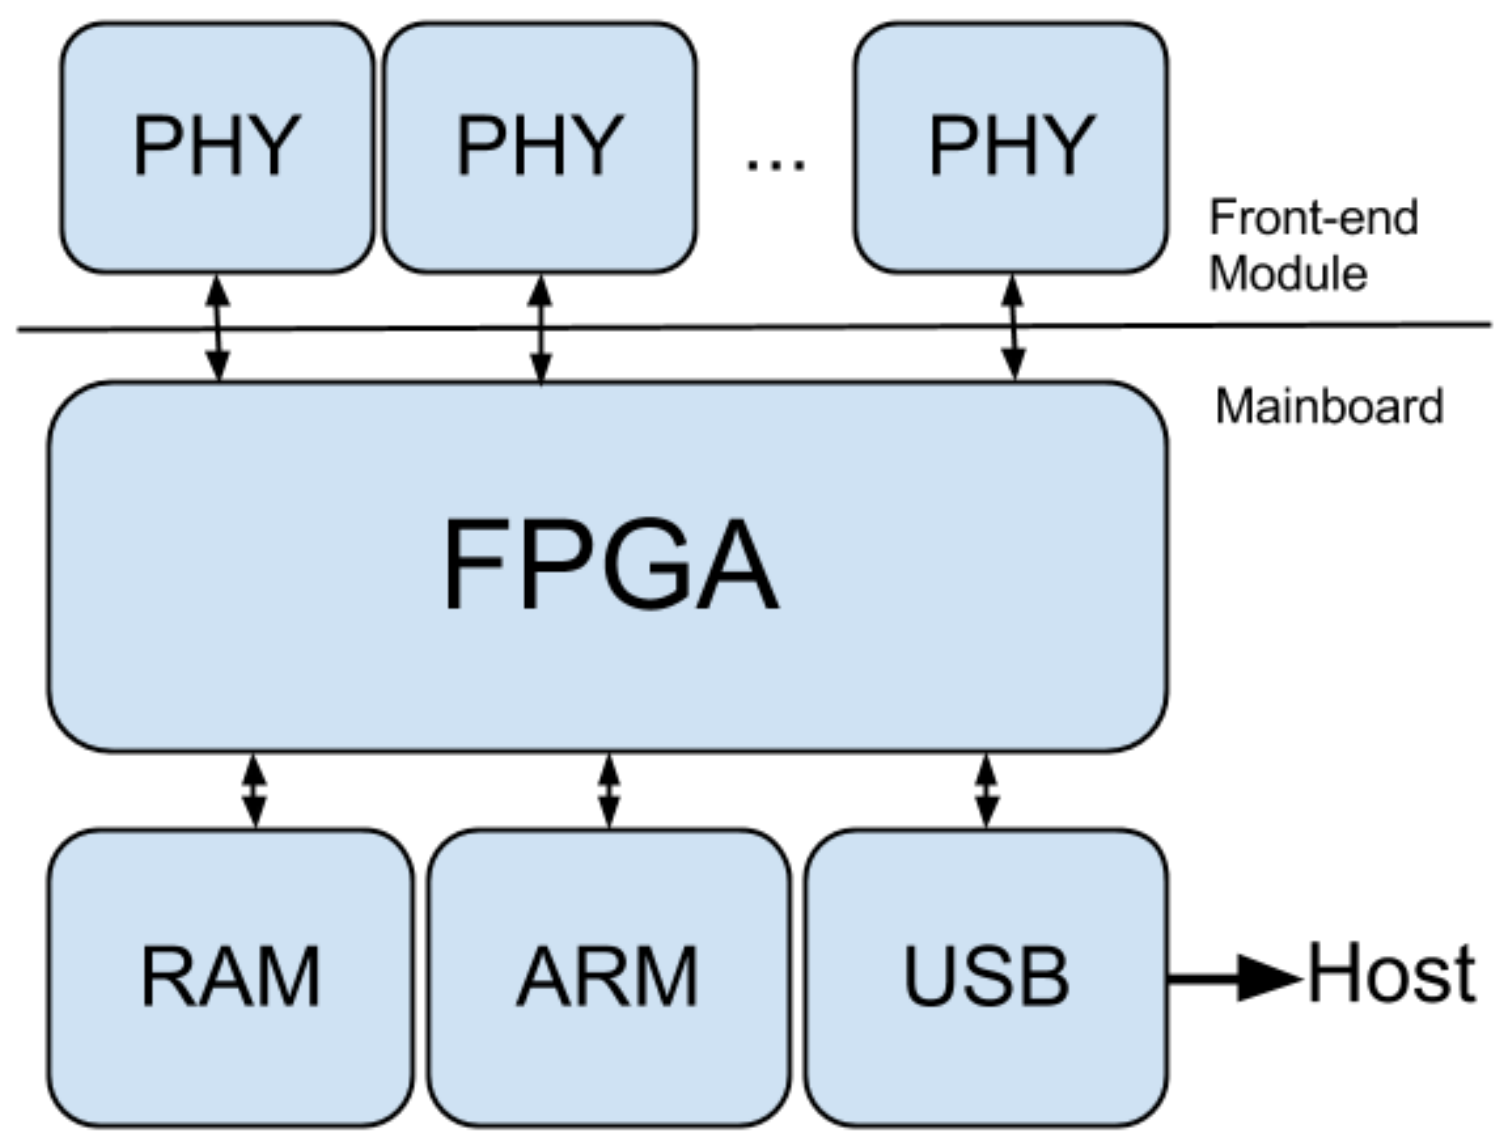 PHY PHY ... PHY
Front-end
Module
Mainboard
FPGA
RAM ARM USB Host